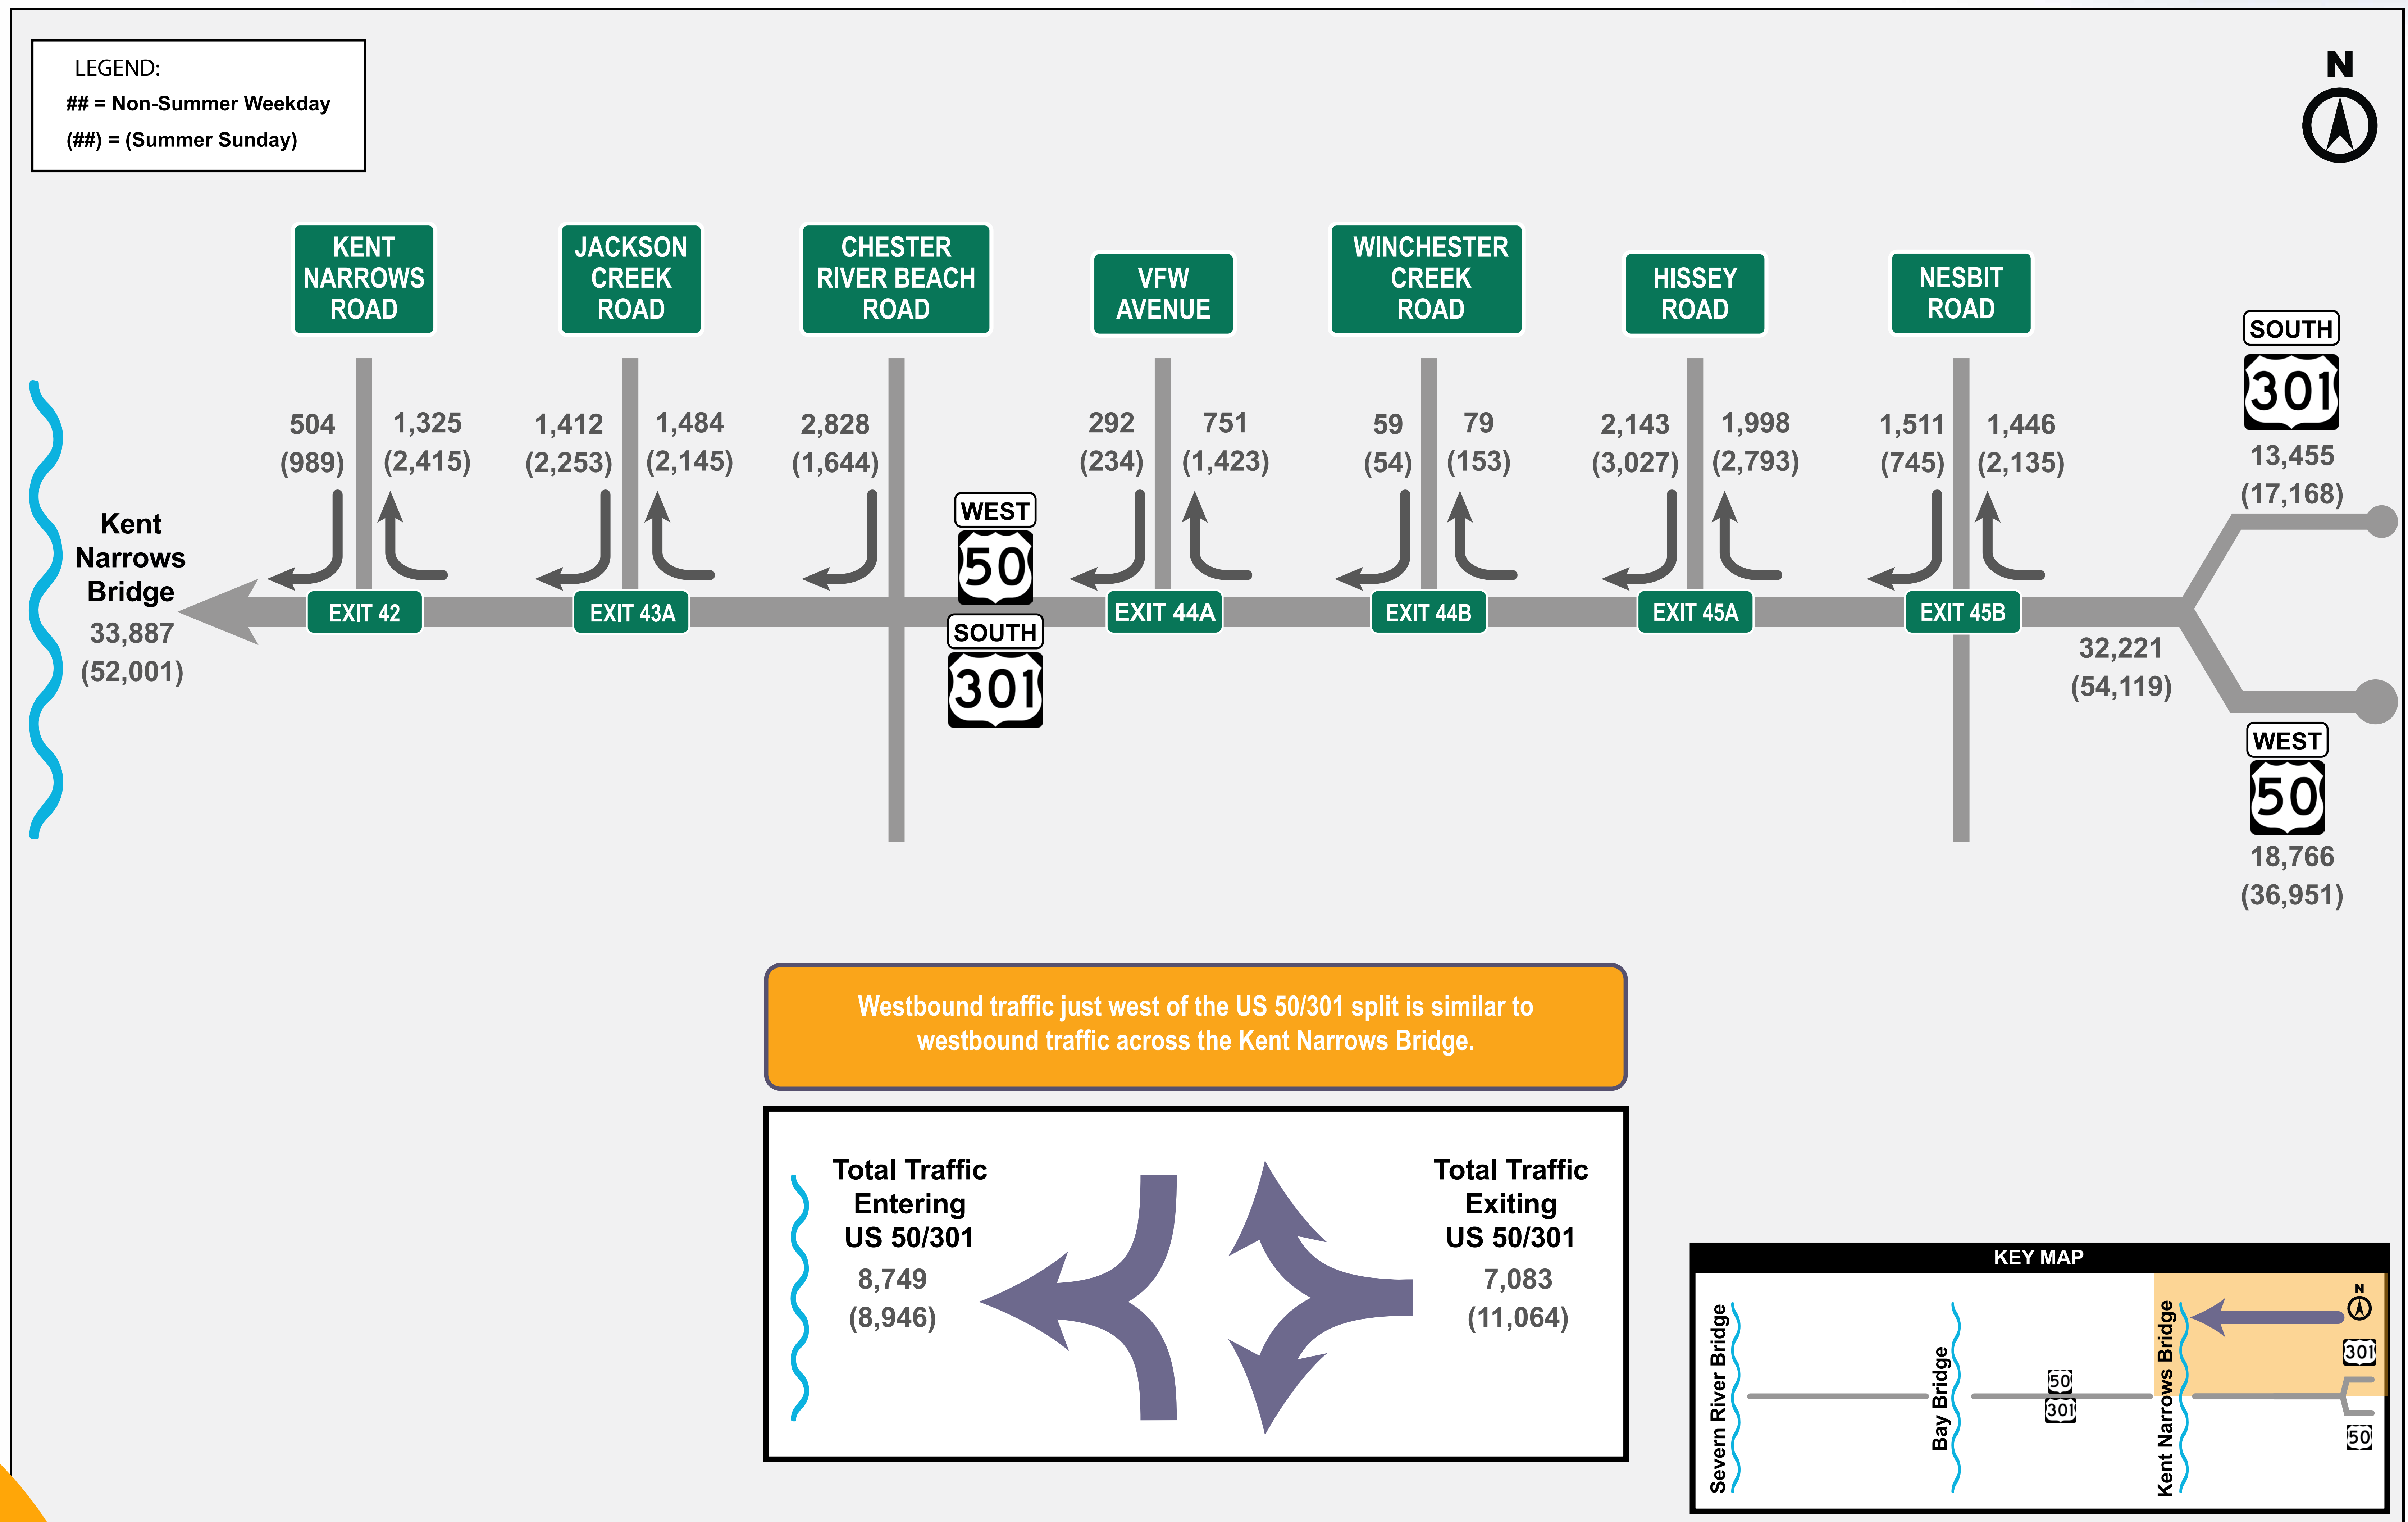 LEGEND:
## = Non-Summer Weekday
(##) = (Summer Sunday)
N
KENT
NARROWS
ROAD
JACKSON
CREEK
ROAD
CHESTER
RIVER BEACH
ROAD
VFW
AVENUE
WINCHESTER
CREEK
ROAD
HISSEY
ROAD
NESBIT
ROAD
SOUTH
301
13,455
(17,168)
504
(989)
1,325
(2,415)
1,412
(2,253)
1,484
(2,145)
2,828
(1,644)
292
(234)
751
(1,423)
59
(54)
79
(153)
2,143
(3,027)
1,998
(2,793)
1,511
(745)
1,446
(2,135)
Kent
Narrows
Bridge
33,887
(52,001)
EXIT 42
EXIT 43A
WEST
50
SOUTH
301
EXIT 44A
EXIT 44B
EXIT 45A
EXIT 45B
32,221
(54,119)
WEST
50
18,766
(36,951)
Westbound traffic just west of the US 50/301 split is similar to
westbound traffic across the Kent Narrows Bridge.
Total Traffic
Entering
US 50/301
8,749
(8,946)
Total Traffic
Exiting
US 50/301
7,083
(11,064)
KEY MAP
Severn River Bridge
Bay Bridge
50
301
Kent Narrows Bridge
N
301
50